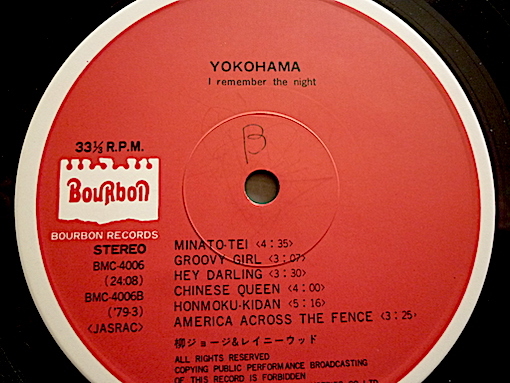 YOKOHAMA
I remember the night
B
33⅓ R.P.M.
BouRbon
BOURBON RECORDS
STEREO
BMC-4006
(24:08)
BMC-4006B
('79-3)
<JASRAC>
MINATO-TEI <4:35>
GROOVY GIRL <3:07>
HEY DARLING <3:30>
CHINESE QUEEN <4:00>
HONMOKU-KIDAN <5:16>
AMERICA ACROSS THE FENCE <3:25>
柳ジョージ&レイニーウッド
ALL RIGHTS RESERVED
COPYING PUBLIC PERFORMANCE BROADCASTING
OF THIS RECORD IS FORBIDDEN